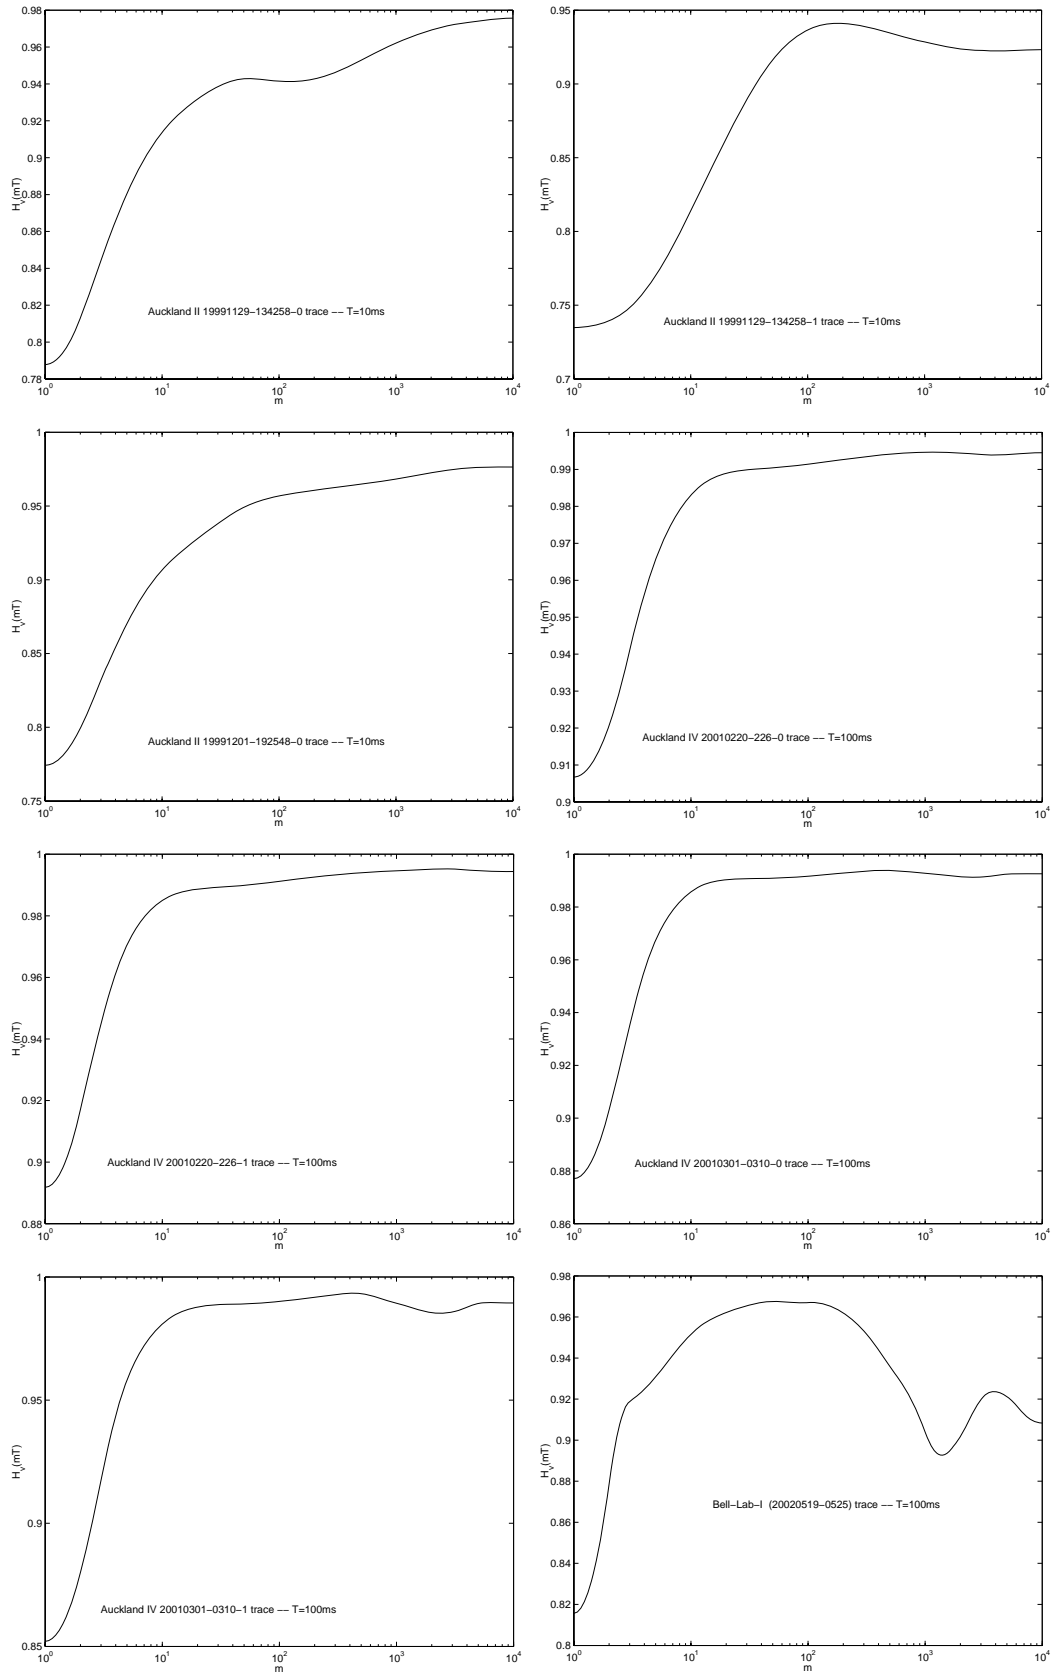 0.98
0.96
0.94
0.92
0.9
0.88
0.86
0.84
0.82
0.8
0.78
H_v(mT)
Auckland II 19991129−134258−0 trace −− T=10ms
10^0 10^1 10^2 10^3 10^4
m
0.95
0.9
0.85
0.8
0.75
0.7
H_v(mT)
Auckland II 19991129−134258−1 trace −− T=10ms
10^0 10^1 10^2 10^3 10^4
m
1
0.95
0.9
0.85
0.8
0.75
H_v(mT)
Auckland II 19991201−192548−0 trace −− T=10ms
10^0 10^1 10^2 10^3 10^4
m
1
0.99
0.98
0.97
0.96
0.95
0.94
0.93
0.92
0.91
0.9
H_v(mT)
Auckland IV 20010220−226−0 trace −− T=100ms
10^0 10^1 10^2 10^3 10^4
m
1
0.98
0.96
0.94
0.92
0.9
0.88
H_v(mT)
Auckland IV 20010220−226−1 trace −− T=100ms
10^0 10^1 10^2 10^3 10^4
m
1
0.98
0.96
0.94
0.92
0.9
0.88
0.86
H_v(mT)
Auckland IV 20010301−0310−0 trace −− T=100ms
10^0 10^1 10^2 10^3 10^4
m
1
0.95
0.9
0.85
H_v(mT)
Auckland IV 20010301−0310−1 trace −− T=100ms
10^0 10^1 10^2 10^3 10^4
m
0.98
0.96
0.94
0.92
0.9
0.88
0.86
0.84
0.82
0.8
H_v(mT)
Bell−Lab−I (20020519−0525) trace −− T=100ms
10^0 10^1 10^2 10^3 10^4
m